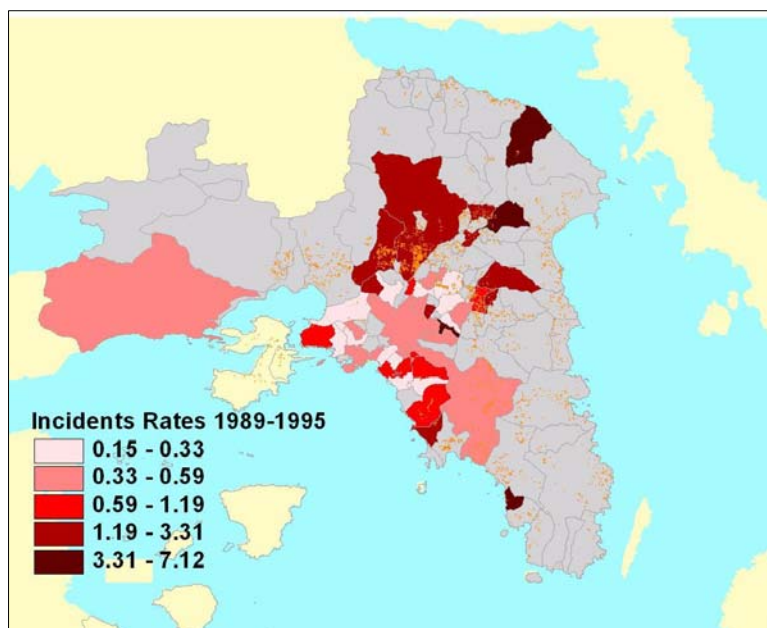 Incidents Rates 1989-1995
0.15 - 0.33
0.33 - 0.59
0.59 - 1.19
1.19 - 3.31
3.31 - 7.12